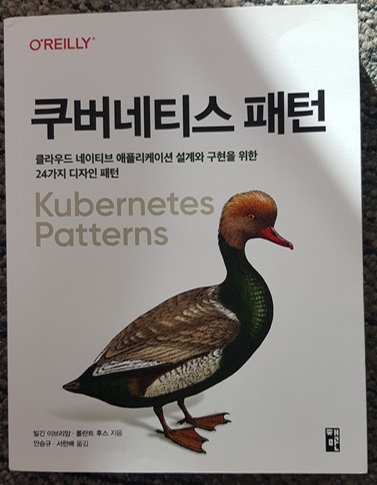 O'REILLY®
쿠버네티스 패턴
클라우드 네이티브 애플리케이션 설계와 구현을 위한
24가지 디자인 패턴
Kubernetes
Patterns
빌긴 이브리암 · 롤란트 후스 지음
안승규 · 서한배 옮김
책만